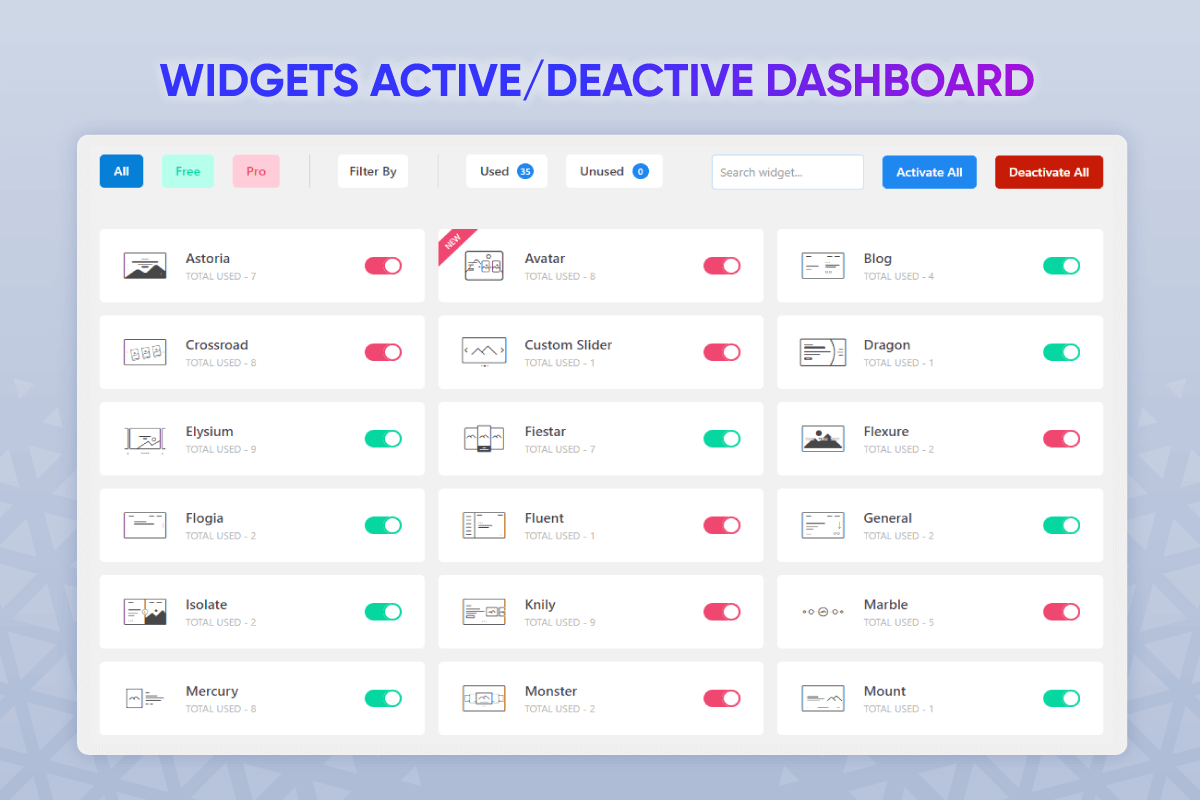 WIDGETS ACTIVE/DEACTIVE DASHBOARD
All Free Pro Filter By Used 35 Unused 0 Search widget... Activate All Deactivate All
Astoria
TOTAL USED - 7
NEW
Avatar
TOTAL USED - 8
Blog
TOTAL USED - 4
Crossroad
TOTAL USED - 8
Custom Slider
TOTAL USED - 1
Dragon
TOTAL USED - 1
Elysium
TOTAL USED - 9
Fiestar
TOTAL USED - 7
Flexure
TOTAL USED - 2
Flogia
TOTAL USED - 2
Fluent
TOTAL USED - 1
General
TOTAL USED - 2
Isolate
TOTAL USED - 2
Knily
TOTAL USED - 9
Marble
TOTAL USED - 5
Mercury
TOTAL USED - 8
Monster
TOTAL USED - 2
Mount
TOTAL USED - 1